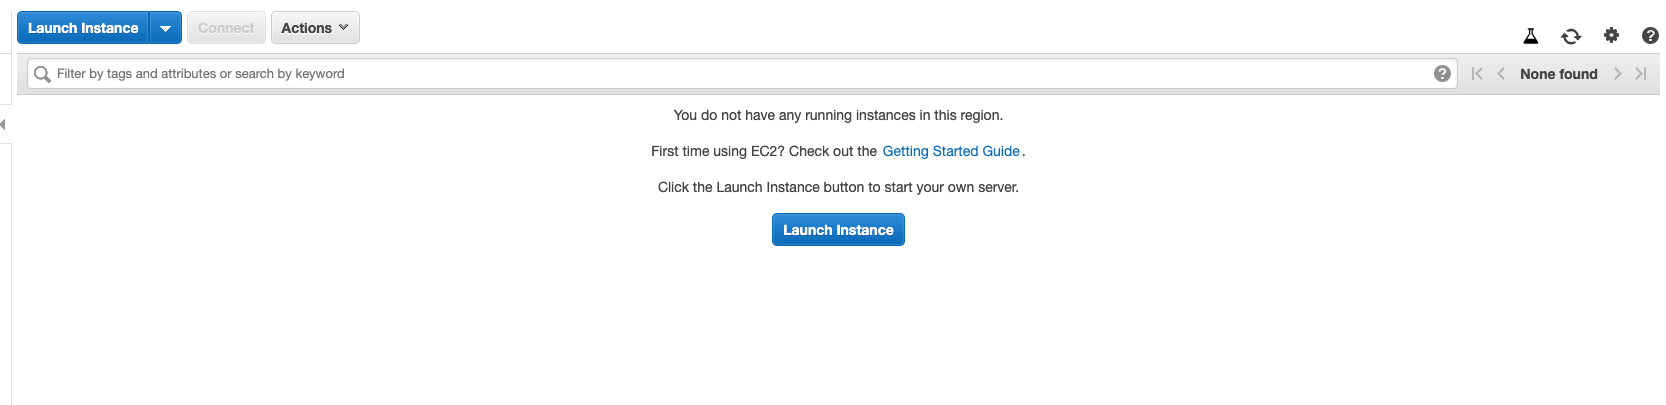 Launch Instance Connect Actions
Filter by tags and attributes or search by keyword None found
You do not have any running instances in this region.
First time using EC2? Check out the Getting Started Guide.
Click the Launch Instance button to start your own server.
Launch Instance